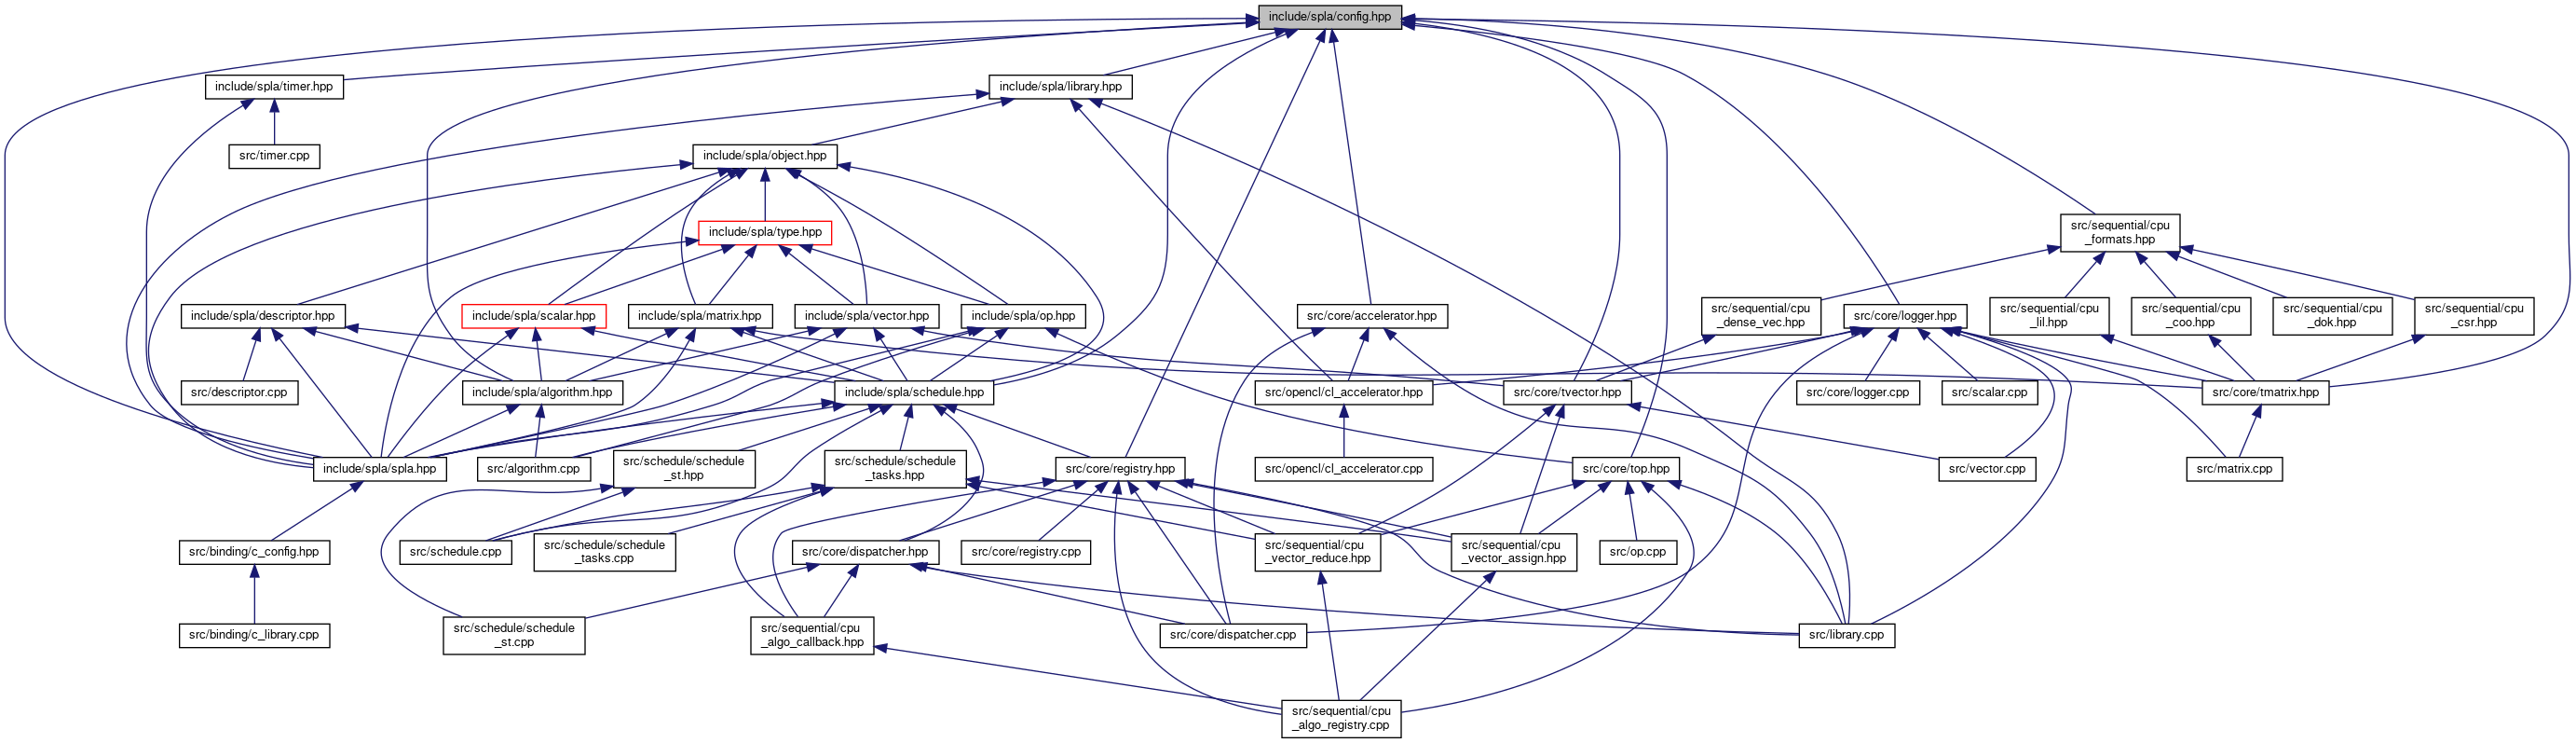 include/spla/config.hpp
include/spla/timer.hpp
include/spla/library.hpp
src/timer.cpp
include/spla/object.hpp
include/spla/type.hpp
src/sequential/cpu
_formats.hpp
include/spla/descriptor.hpp
include/spla/scalar.hpp
include/spla/matrix.hpp
include/spla/vector.hpp
include/spla/op.hpp
src/core/accelerator.hpp
src/sequential/cpu
_dense_vec.hpp
src/core/logger.hpp
src/sequential/cpu
_lil.hpp
src/sequential/cpu
_coo.hpp
src/sequential/cpu
_dok.hpp
src/sequential/cpu
_csr.hpp
src/descriptor.cpp
include/spla/algorithm.hpp
include/spla/schedule.hpp
src/opencl/cl_accelerator.hpp
src/core/tvector.hpp
src/core/logger.cpp
src/scalar.cpp
src/core/tmatrix.hpp
include/spla/spla.hpp
src/algorithm.cpp
src/schedule/schedule
_st.hpp
src/schedule/schedule
_tasks.hpp
src/core/registry.hpp
src/opencl/cl_accelerator.cpp
src/core/top.hpp
src/vector.cpp
src/matrix.cpp
src/binding/c_config.hpp
src/schedule.cpp
src/schedule/schedule
_tasks.cpp
src/core/dispatcher.hpp
src/core/registry.cpp
src/sequential/cpu
_vector_reduce.hpp
src/sequential/cpu
_vector_assign.hpp
src/op.cpp
src/binding/c_library.cpp
src/schedule/schedule
_st.cpp
src/sequential/cpu
_algo_callback.hpp
src/core/dispatcher.cpp
src/library.cpp
src/sequential/cpu
_algo_registry.cpp